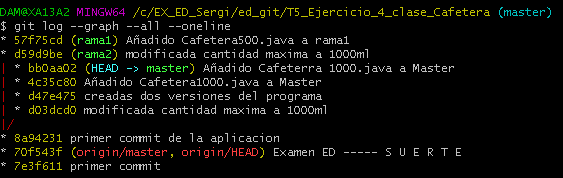 DAM@XA13A2 MINGW64 /c/EX_ED_Sergi/ed_git/T5_Ejercicio_4_clase_Cafetera (master)
$ git log --graph --all --oneline
* 57f75cd (rama1) Añadido Cafetera500.java a rama1
* d59d9be (rama2) modificada cantidad maxima a 1000ml
| * bb0aa02 (HEAD -> master) Añadido Cafeterra 1000.java a Master
| * 4c35c80 Añadido Cafetera1000.java a Master
| * d47e475 creadas dos versiones del programa
| * d03dcd0 modificada cantidad maxima a 1000ml
|/
* 8a94231 primer commit de la aplicacion
* 70f543f (origin/master, origin/HEAD) Examen ED ----- S U E R T E
* 7e3f611 primer commit